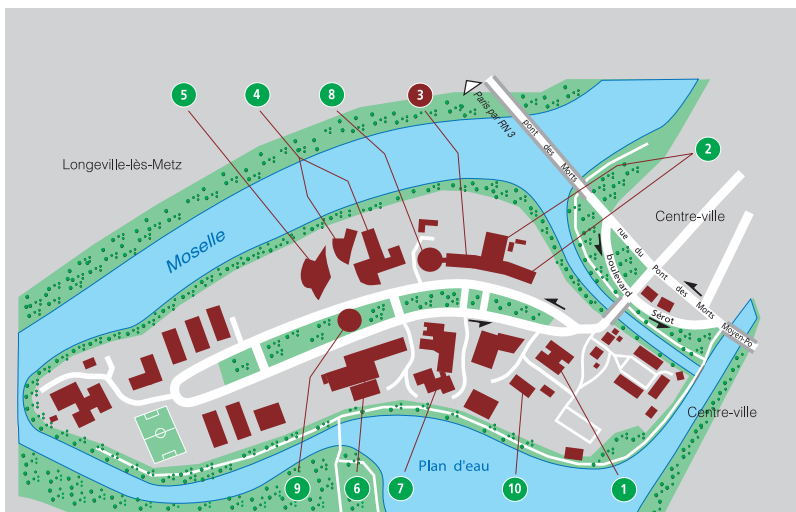 5
4
8
3
2
Paris par RN 3
pont des Morts
Longeville-lès-Metz
Moselle
Centre-ville
rue du Pont des Morts
boulevard Sérot
Moyen-Po
Centre-ville
Plan d'eau
9
6
7
10
1